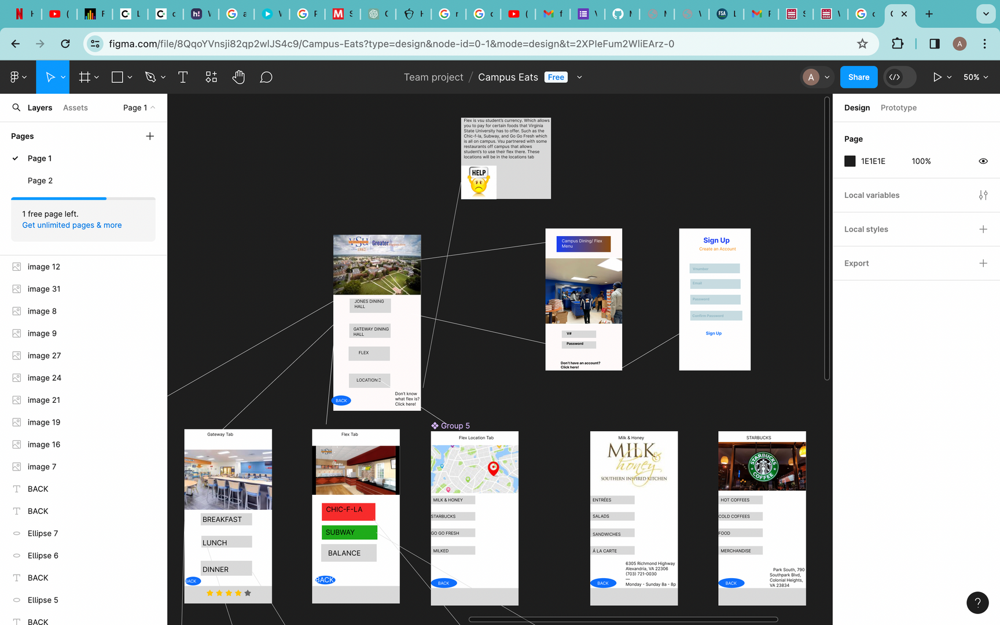 figma.com/file/8QqoYVnsji82qp2wlJS4c9/Campus-Eats?type=design&node-id=0-1&mode=design&t=2XPIeFum2WliEArz-0
A
Team project / Campus Eats Free
A
Share
50%
Layers Assets Page 1
Pages
Page 1
Page 2
1 free page left.
Get unlimited pages & more
image 12
image 31
image 8
image 9
image 27
image 24
image 21
image 19
image 16
image 7
BACK
BACK
Ellipse 7
Ellipse 6
BACK
Ellipse 5
BACK
Flex is vsu student's currency. Which allows
you to pay for certain foods that Virginia
State University has to offer. Such as the
Chic-f-la, Subway, and Go Go Fresh which
is all on campus. Vsu partnered with some
restaurants off campus that allows
student's to use their flex there. These
locations will be in the locations tab
HELP
VSU Greater
1882
JONES DINING
HALL
GATEWAY DINING
HALL
FLEX
LOCATION
BACK
Don't know
what flex is?
Click here!
Campus Dining/ Flex
Menu
V#
Password
Don't have an account?
Click here!
Sign Up
Create an Account
Vnumber
Email
Password
Confirm Password
Sign Up
Gateway Tab
BREAKFAST
LUNCH
DINNER
BACK
Flex Tab
VSU
CHIC-F-LA
SUBWAY
BALANCE
BACK
Group 5
Flex Location Tab
MILK & HONEY
STARBUCKS
GO GO FRESH
MILKED
BACK
Milk & Honey
MILK &
honey
SOUTHERN INSPIRED KITCHEN
ENTRÉES
SALADS
SANDWICHES
Á LA CARTE
6305 Richmond Highway
Alexandria, VA 22306
(703) 721-0030
—
Monday - Sunday 8a - 8p
BACK
STARBUCKS
STARBUCKS
COFFEE
HOT COFFEES
COLD COFFEES
FOOD
MERCHANDISE
Park South, 790
Southpark Blvd,
Colonial Heights,
VA 23834
BACK
Design Prototype
Page
1E1E1E 100%
Local variables
Local styles
Export
?